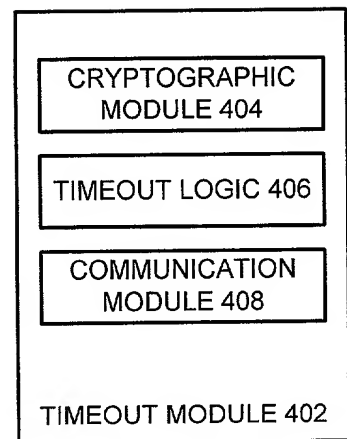 CRYPTOGRAPHIC
MODULE 404
TIMEOUT LOGIC 406
COMMUNICATION
MODULE 408
TIMEOUT MODULE 402